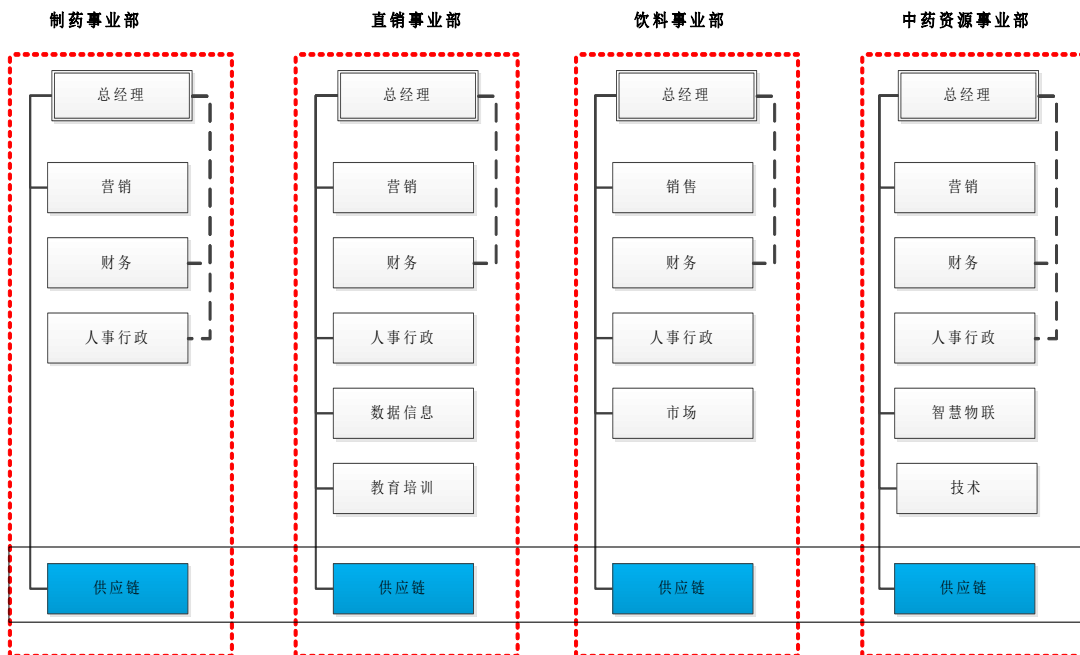 制药事业部
直销事业部
饮料事业部
中药资源事业部
总经理
总经理
总经理
总经理
营销
营销
销售
营销
财务
财务
财务
财务
人事行政
人事行政
人事行政
人事行政
数据信息
市场
智慧物联
教育培训
技术
供应链
供应链
供应链
供应链